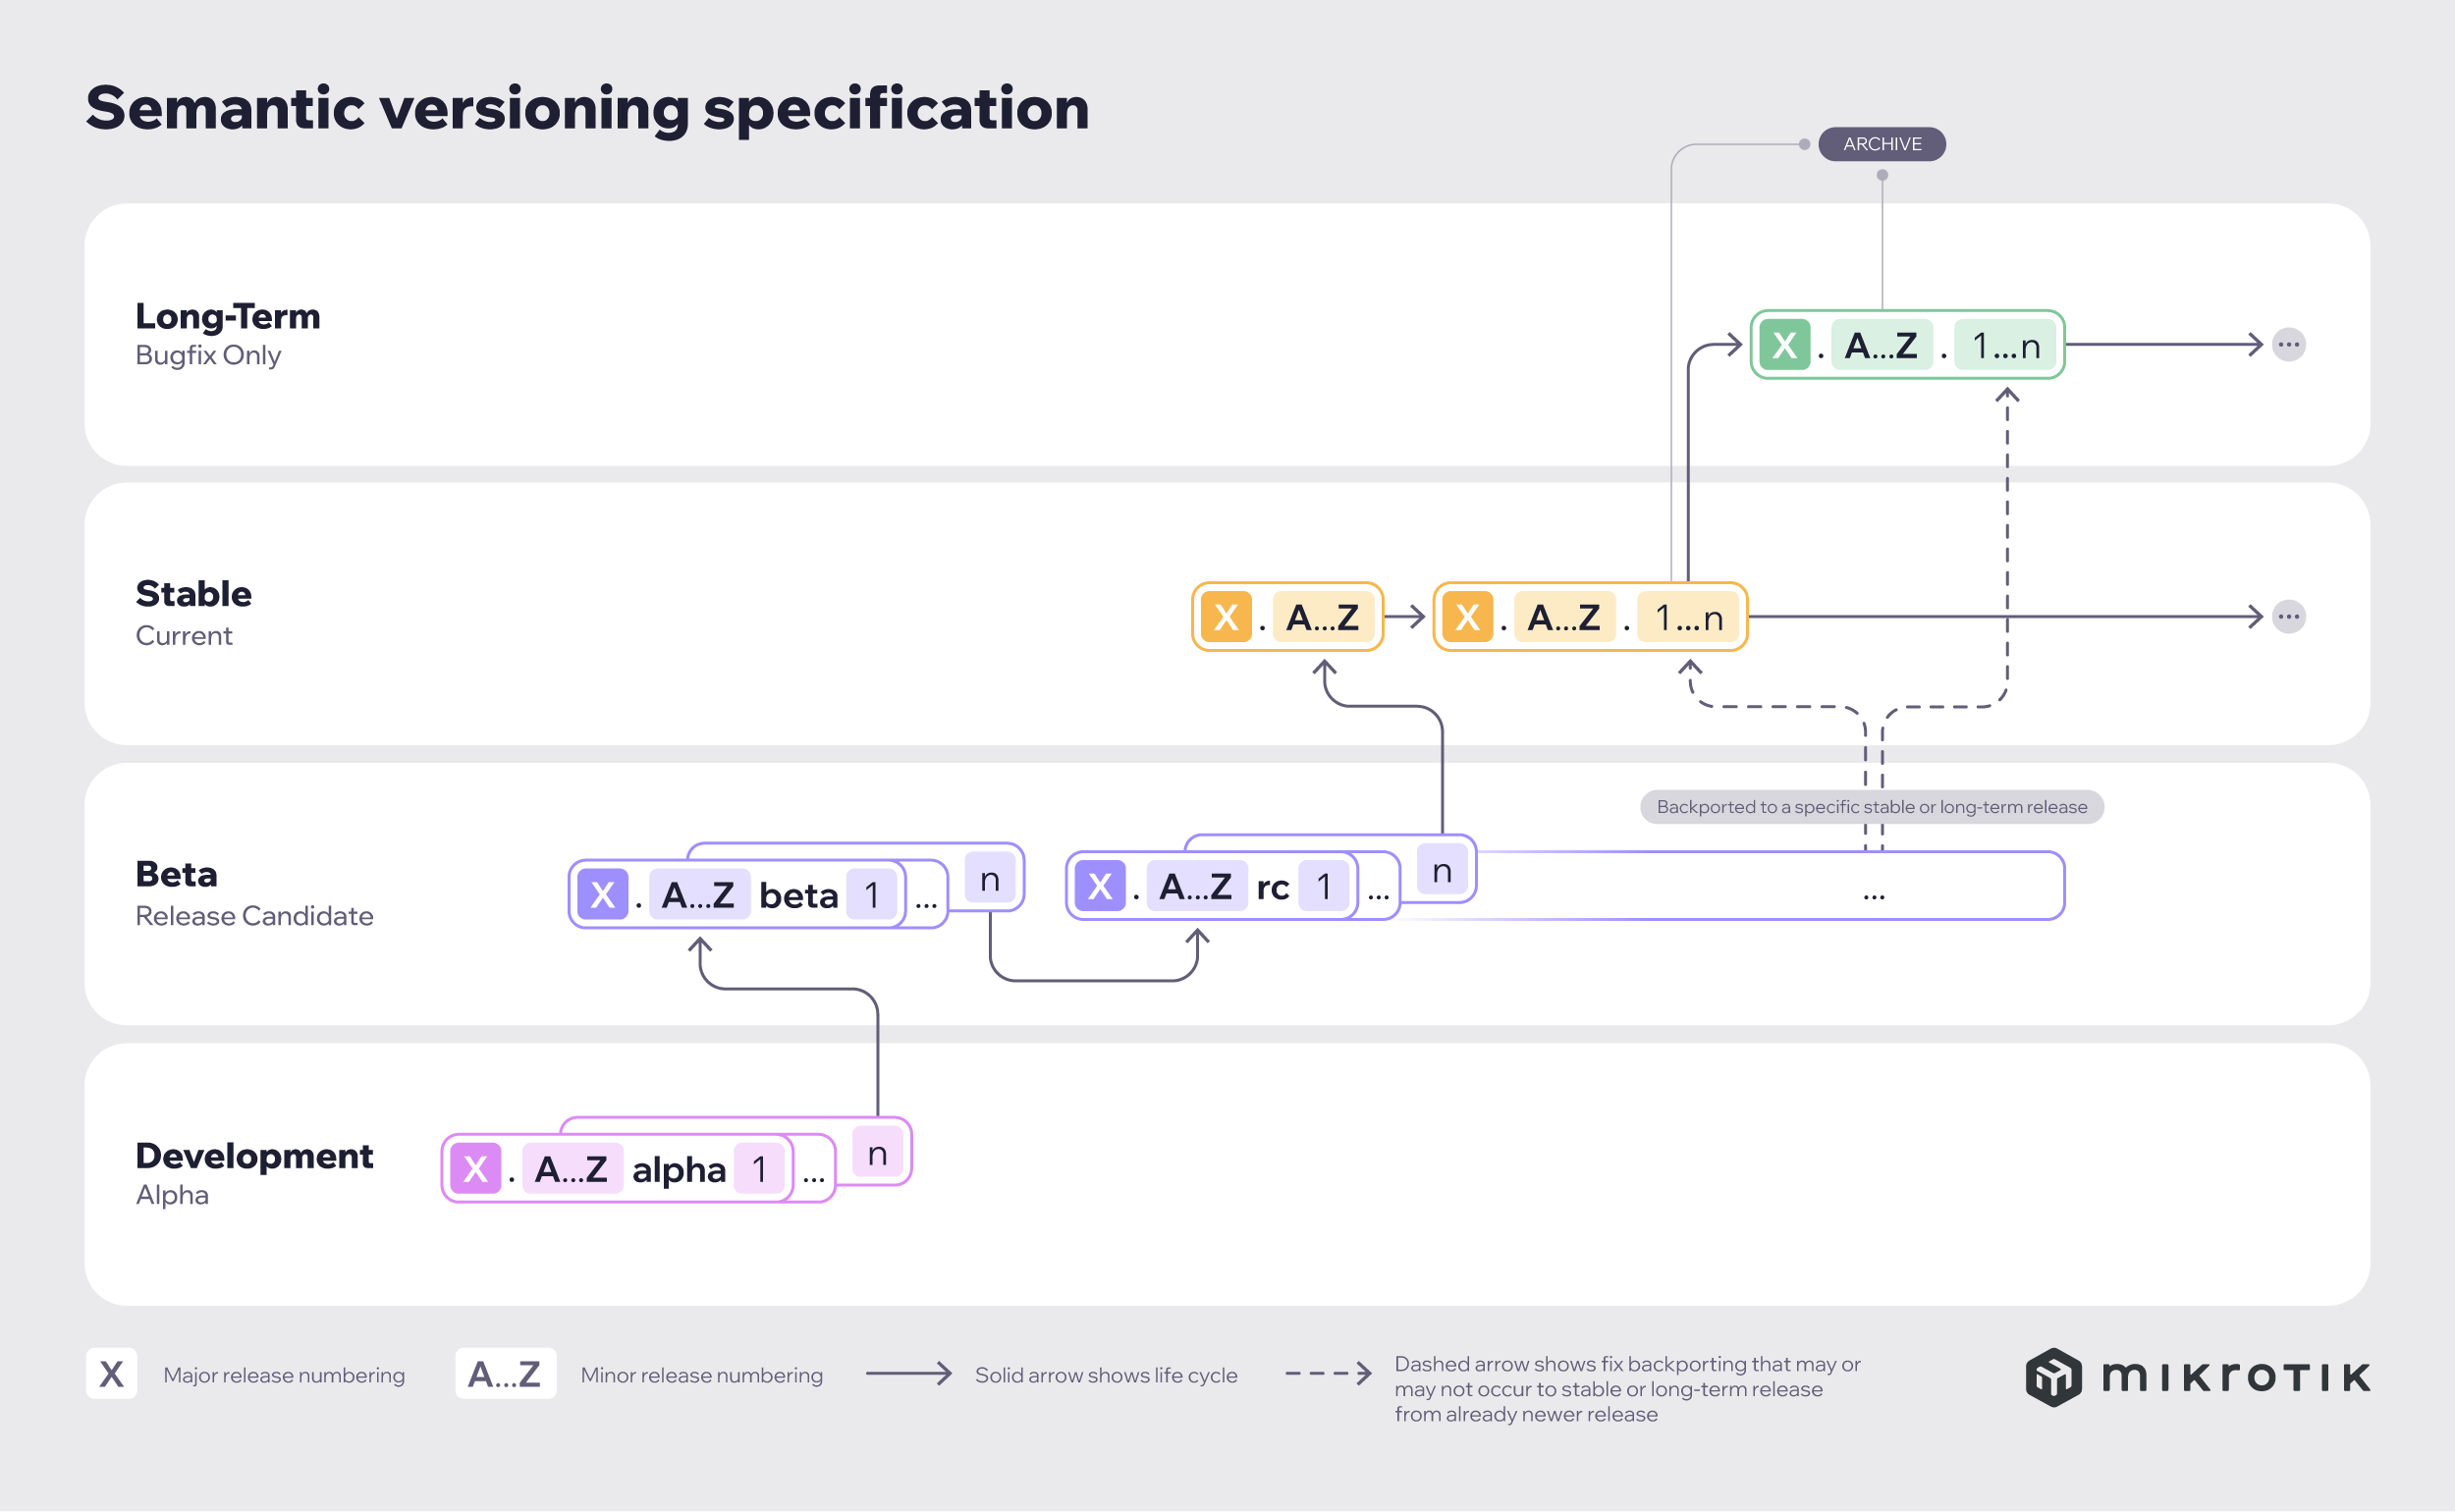 Semantic versioning specification
ARCHIVE
Long-Term
Bugfix Only
X . A...Z . 1...n
...
Stable
Current
X . A...Z
X . A...Z . 1...n
...
Backported to a specific stable or long-term release
Beta
Release Candidate
X . A...Z beta 1 ... n
X . A...Z rc 1 ... n
...
Development
Alpha
X . A...Z alpha 1 ... n
X Major release numbering
A...Z Minor release numbering
Solid arrow shows life cycle
Dashed arrow shows fix backporting that may or
may not occur to stable or long-term release
from already newer release
mikrotik